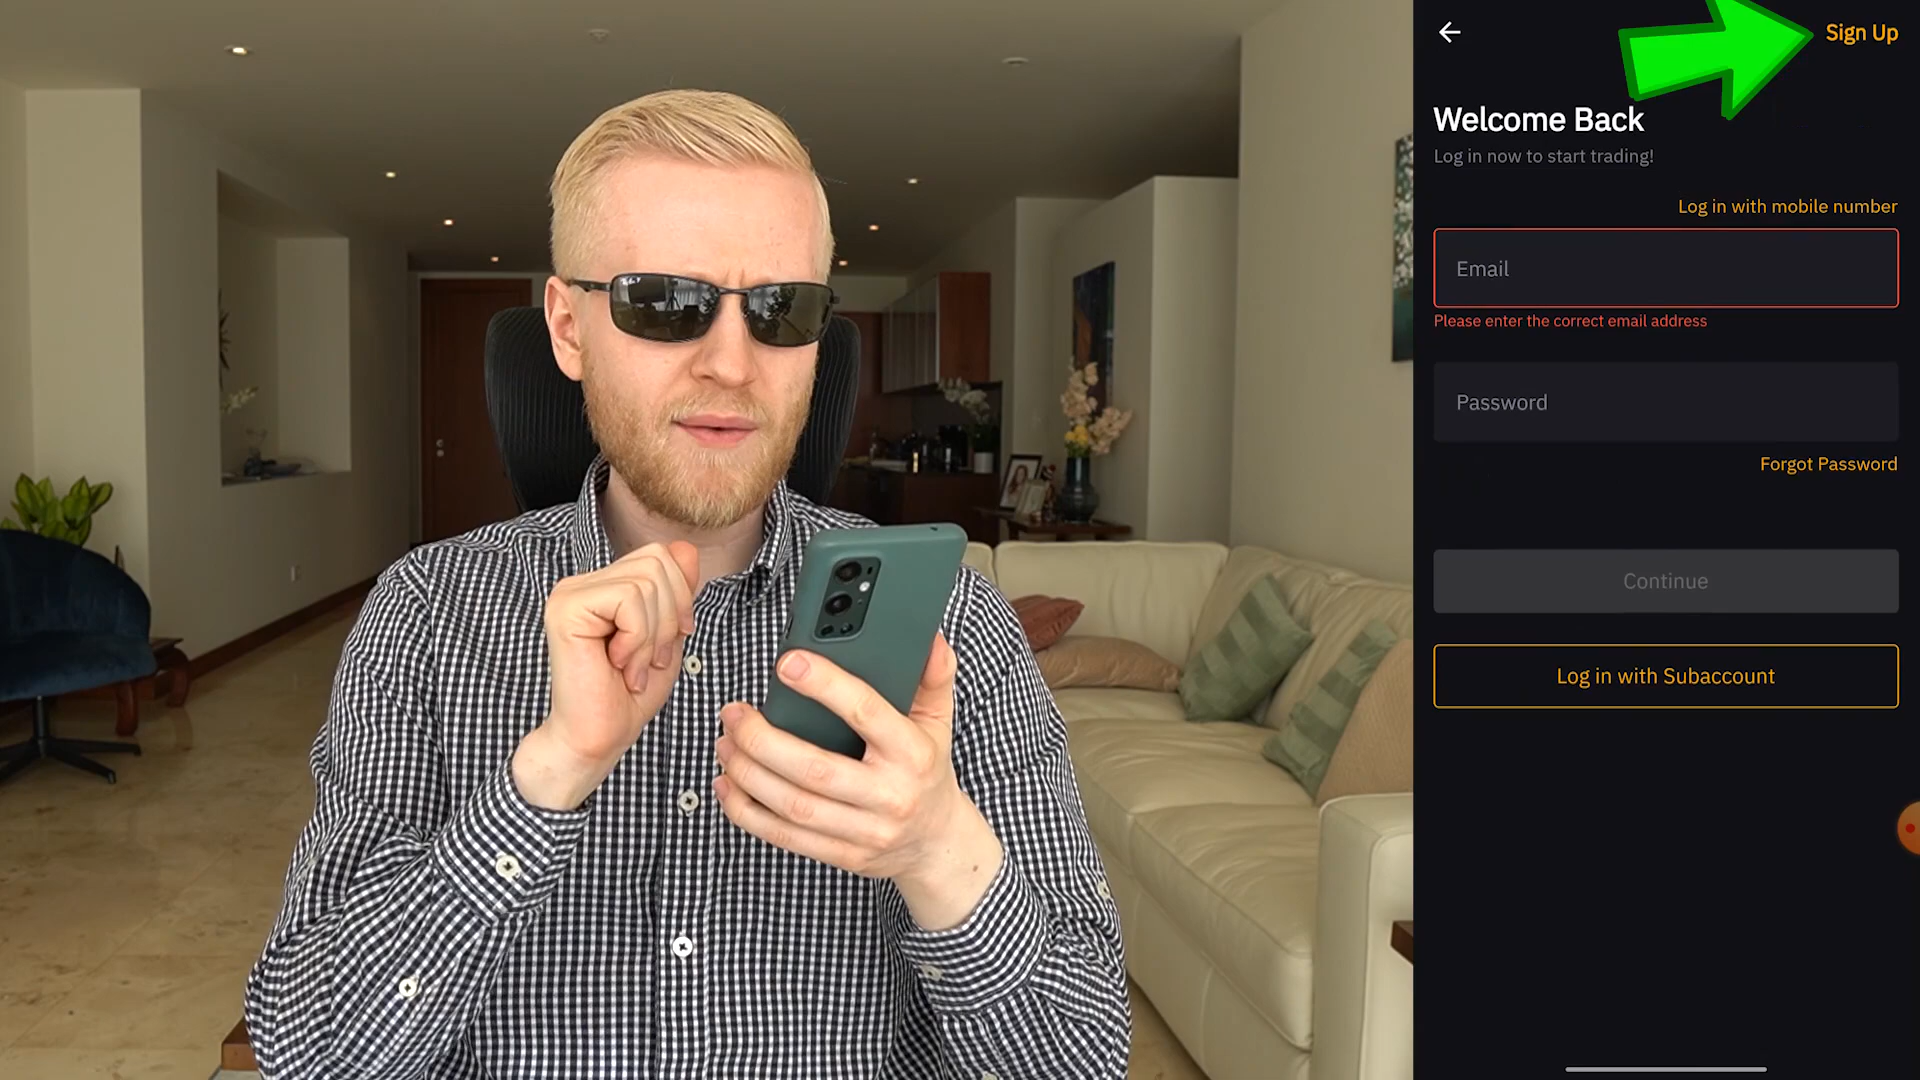 Sign Up
Welcome Back
Log in now to start trading!
Log in with mobile number
Email
Please enter the correct email address
Password
Forgot Password
Continue
Log in with Subaccount